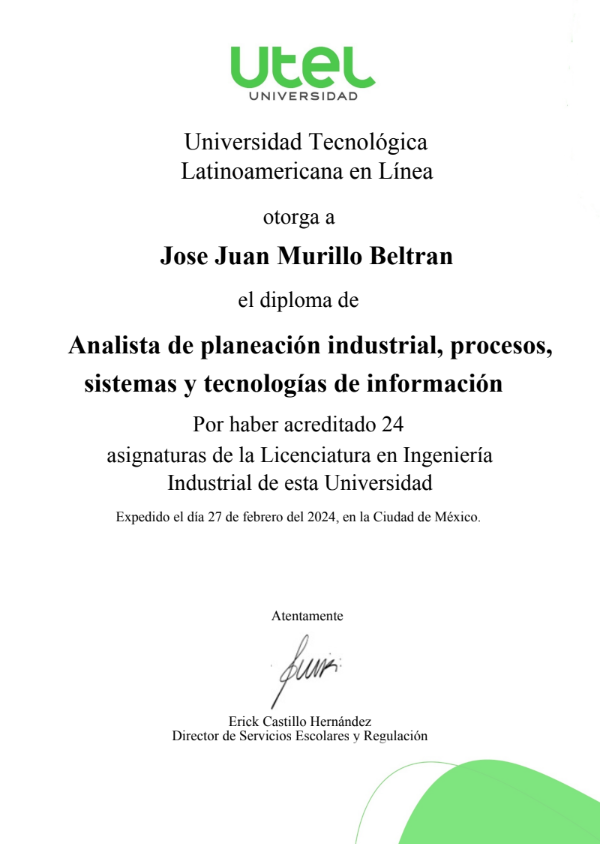 utel
UNIVERSIDAD
Universidad Tecnológica
Latinoamericana en Línea
otorga a
Jose Juan Murillo Beltran
el diploma de
Analista de planeación industrial, procesos,
sistemas y tecnologías de información
Por haber acreditado 24
asignaturas de la Licenciatura en Ingeniería
Industrial de esta Universidad
Expedido el día 27 de febrero del 2024, en la Ciudad de México.
Atentamente
Erick Castillo Hernández
Director de Servicios Escolares y Regulación